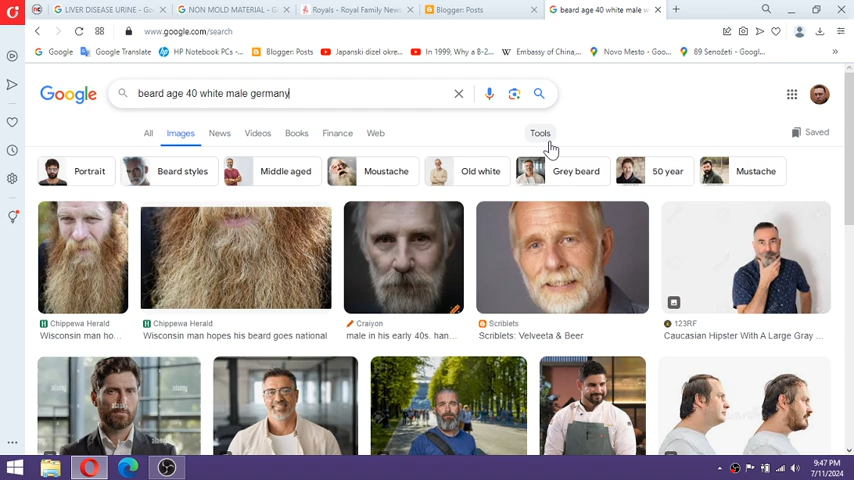 LIVER DISEASE URINE - Goo
NON MOLD MATERIAL - Goo
Royals - Royal Family News
Blogger: Posts
beard age 40 white male w
www.google.com/search
Google
Google Translate
HP Notebook PCs -...
Blogger: Posts
Japanski dizel okre...
In 1999, Why a B-2...
Embassy of China,...
Novo Mesto - Goo...
89 Senožeti - Googl...
Google
beard age 40 white male germany
All
Images
News
Videos
Books
Finance
Web
Tools
Saved
Portrait
Beard styles
Middle aged
Moustache
Old white
Grey beard
50 year
Mustache
Chippewa Herald
Wisconsin man ho...
Chippewa Herald
Wisconsin man hopes his beard goes national
Craiyon
male in his early 40s. han...
Scriblets
Scriblets: Velveeta & Beer
123RF
Caucasian Hipster With A Large Gray ...
alamy
alamy
9:47 PM
7/11/2024